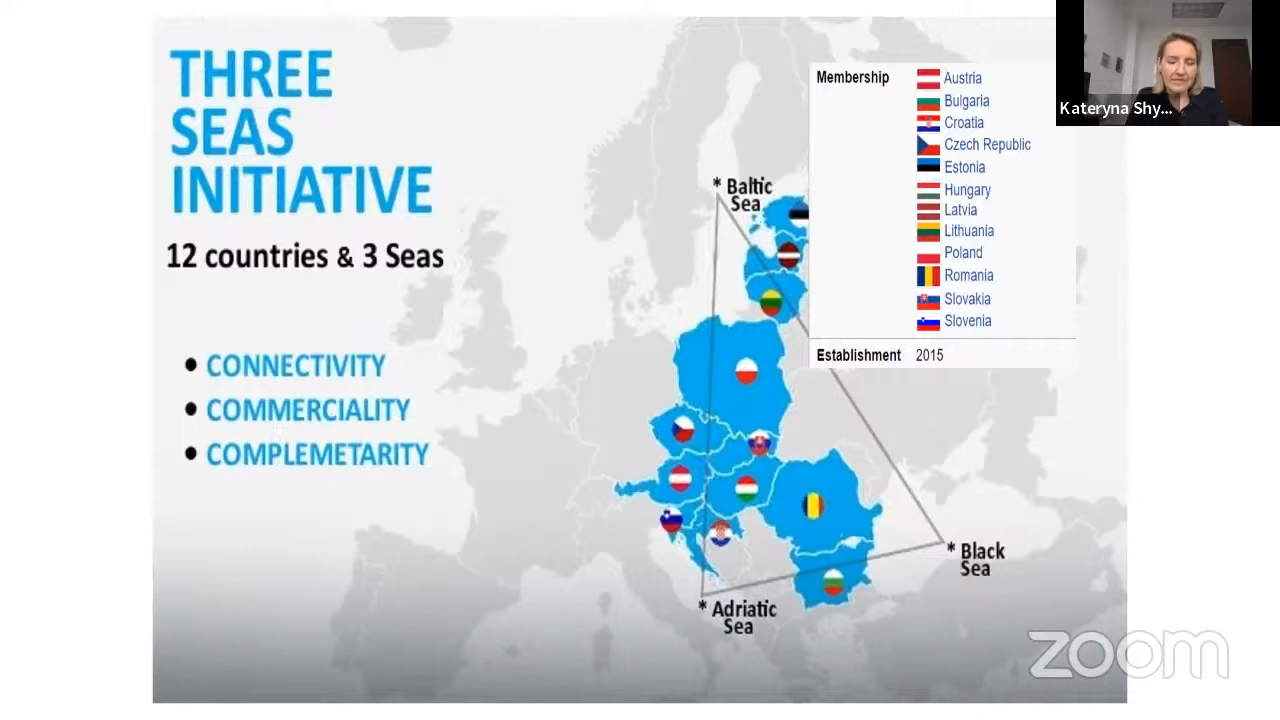 THREE
SEAS
INITIATIVE
12 countries & 3 Seas
• CONNECTIVITY
• COMMERCIALITY
• COMPLEMETARITY
* Baltic
Sea
* Black
Sea
* Adriatic
Sea
Membership
Austria
Bulgaria
Croatia
Czech Republic
Estonia
Hungary
Latvia
Lithuania
Poland
Romania
Slovakia
Slovenia
Establishment 2015
Kateryna Shy...
zoom